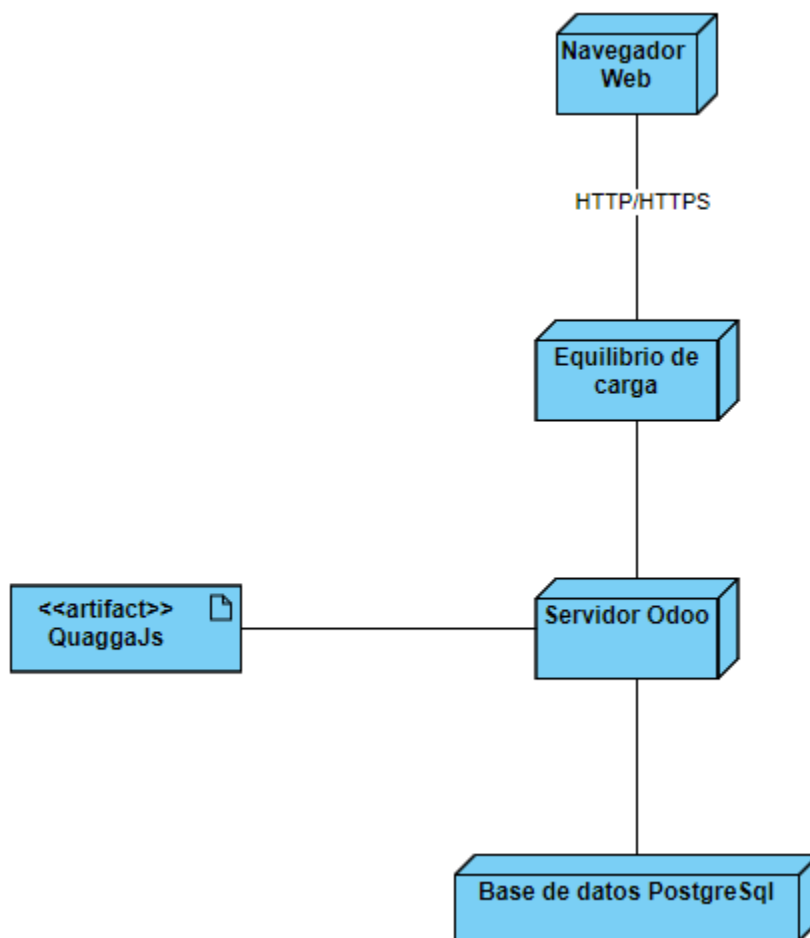 Navegador
Web
HTTP/HTTPS
Equilibrio de
carga
<<artifact>>
QuaggaJs
Servidor Odoo
Base de datos PostgreSql